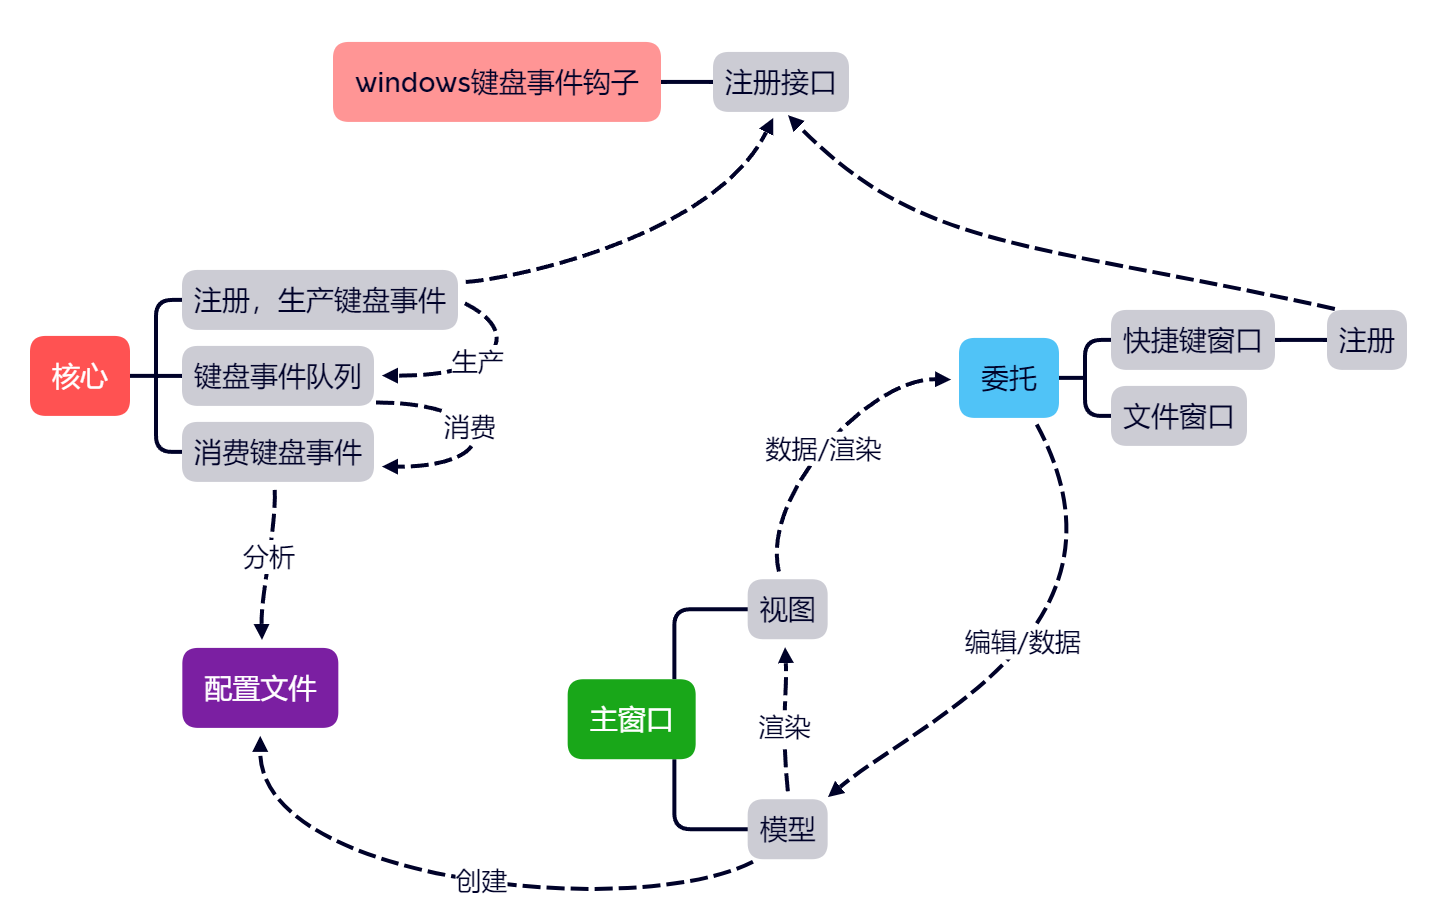 windows键盘事件钩子
注册接口
注册，生产键盘事件
核心
键盘事件队列
消费键盘事件
生产
消费
分析
配置文件
委托
快捷键窗口
注册
文件窗口
数据/渲染
编辑/数据
视图
主窗口
渲染
模型
创建